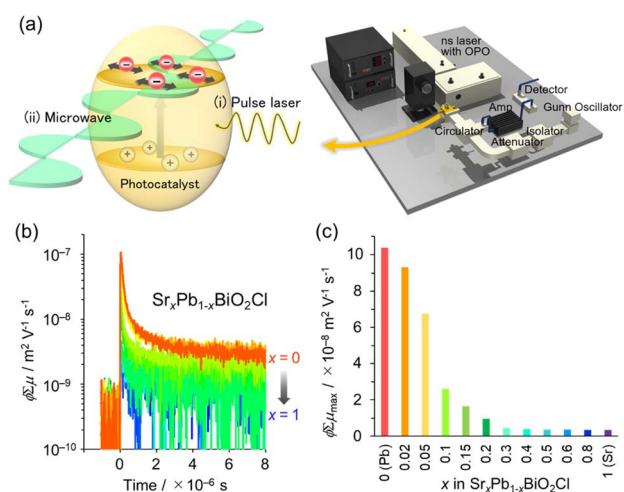 (a)
(ii) Microwave
(i) Pulse laser
Photocatalyst
ns laser
with OPO
Detector
Amp
Gunn Oscillator
Circulator
Isolator
Attenuator
(b)
SrₓPb₁₋ₓBiO₂Cl
x = 0
x = 1
φΣμ / m² V⁻¹ s⁻¹
10⁻⁷
10⁻⁸
10⁻⁹
10⁻¹⁰
0 2 4 6 8
Time / ×10⁻⁶ s
(c)
φΣμmax / ×10⁻⁸ m² V⁻¹ s⁻¹
10
8
6
4
2
0
0 (Pb) 0.02 0.05 0.1 0.15 0.2 0.3 0.4 0.6 0.8 1 (Sr)
x in SrₓPb₁₋ₓBiO₂Cl